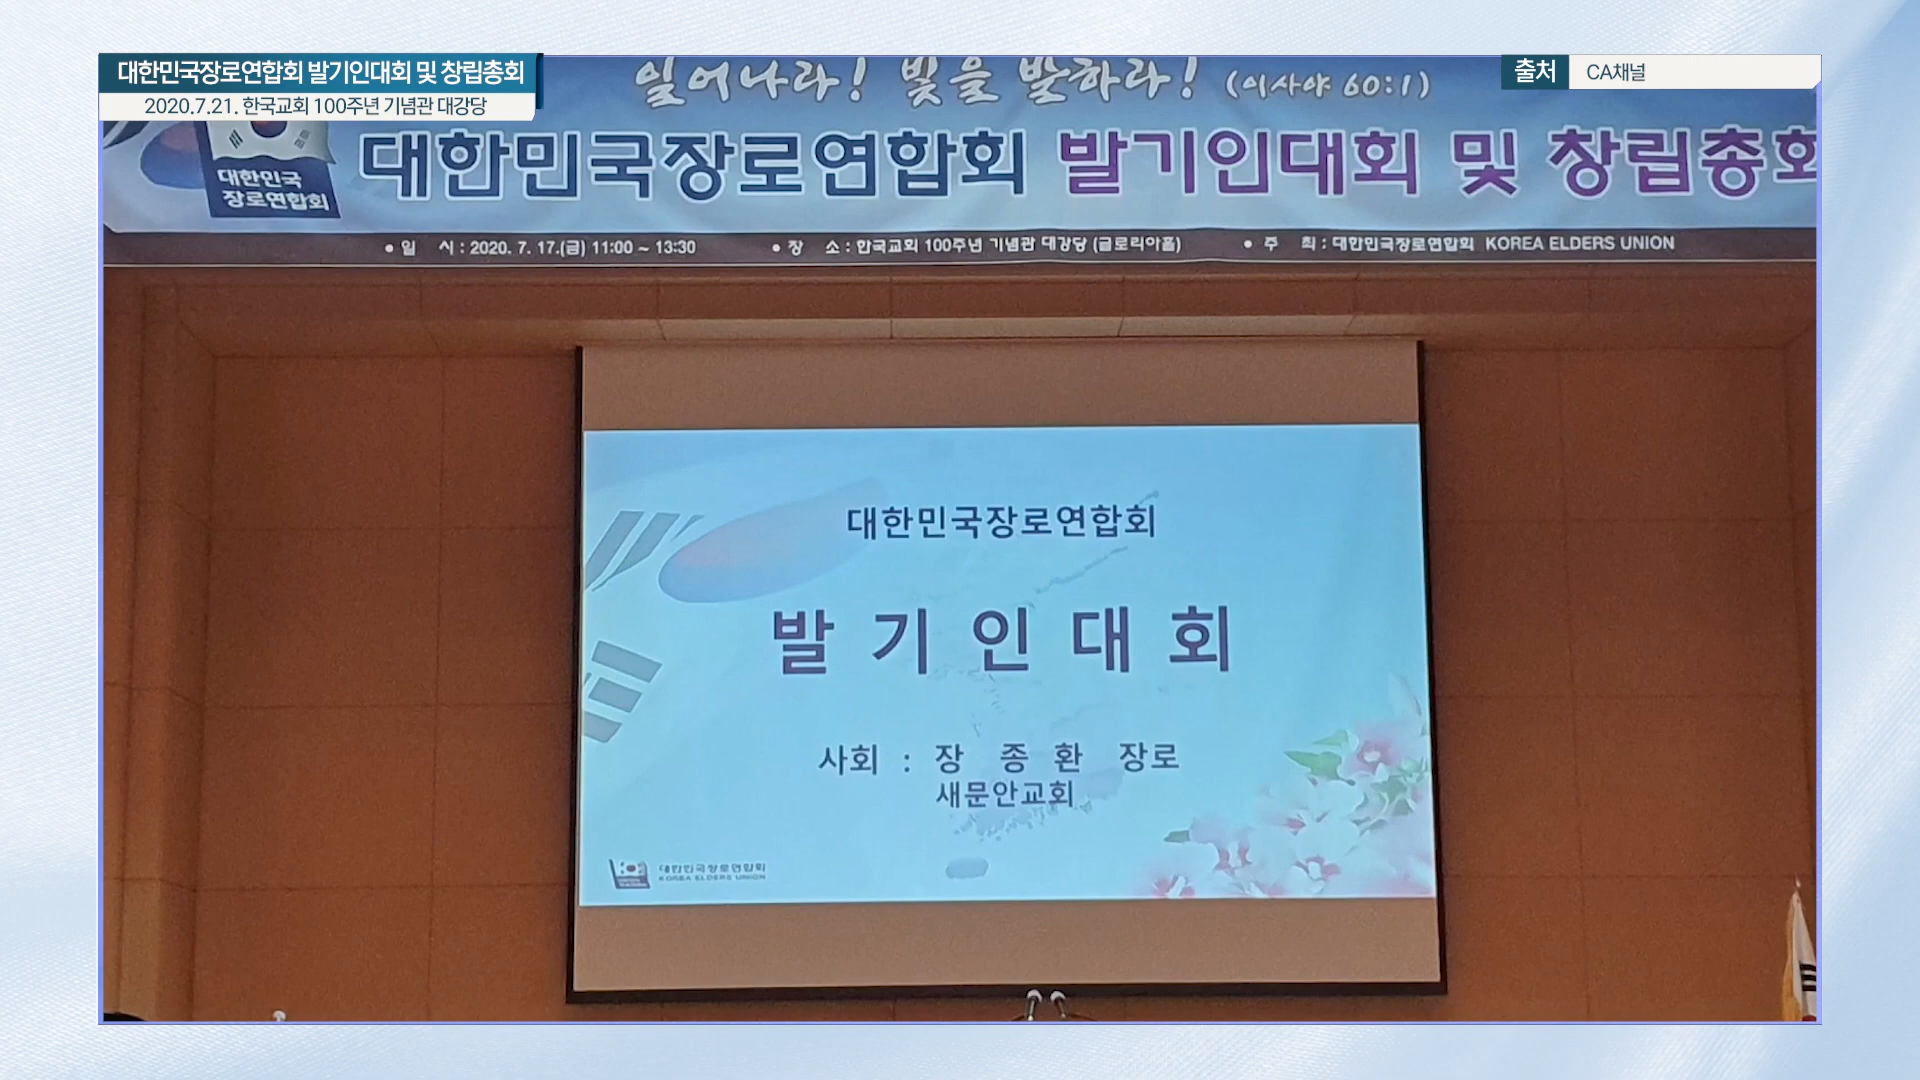 대한민국장로연합회 발기인대회 및 창립총회
2020.7.21. 한국교회 100주년 기념관 대강당
출처 CA채널
일어나라! 빛을 발하라! (이사야 60:1)
대한민국
장로연합회
대한민국장로연합회 발기인대회 및 창립총회
● 일 시 : 2020. 7. 17.(금) 11:00 ~ 13:30 ● 장 소 : 한국교회 100주년 기념관 대강당 (글로리아홀) ● 주 최 : 대한민국장로연합회 KOREA ELDERS UNION
대한민국장로연합회
발 기 인 대 회
사회 : 장 종 환 장로
새문안교회
대한민국장로연합회
KOREA ELDERS UNION